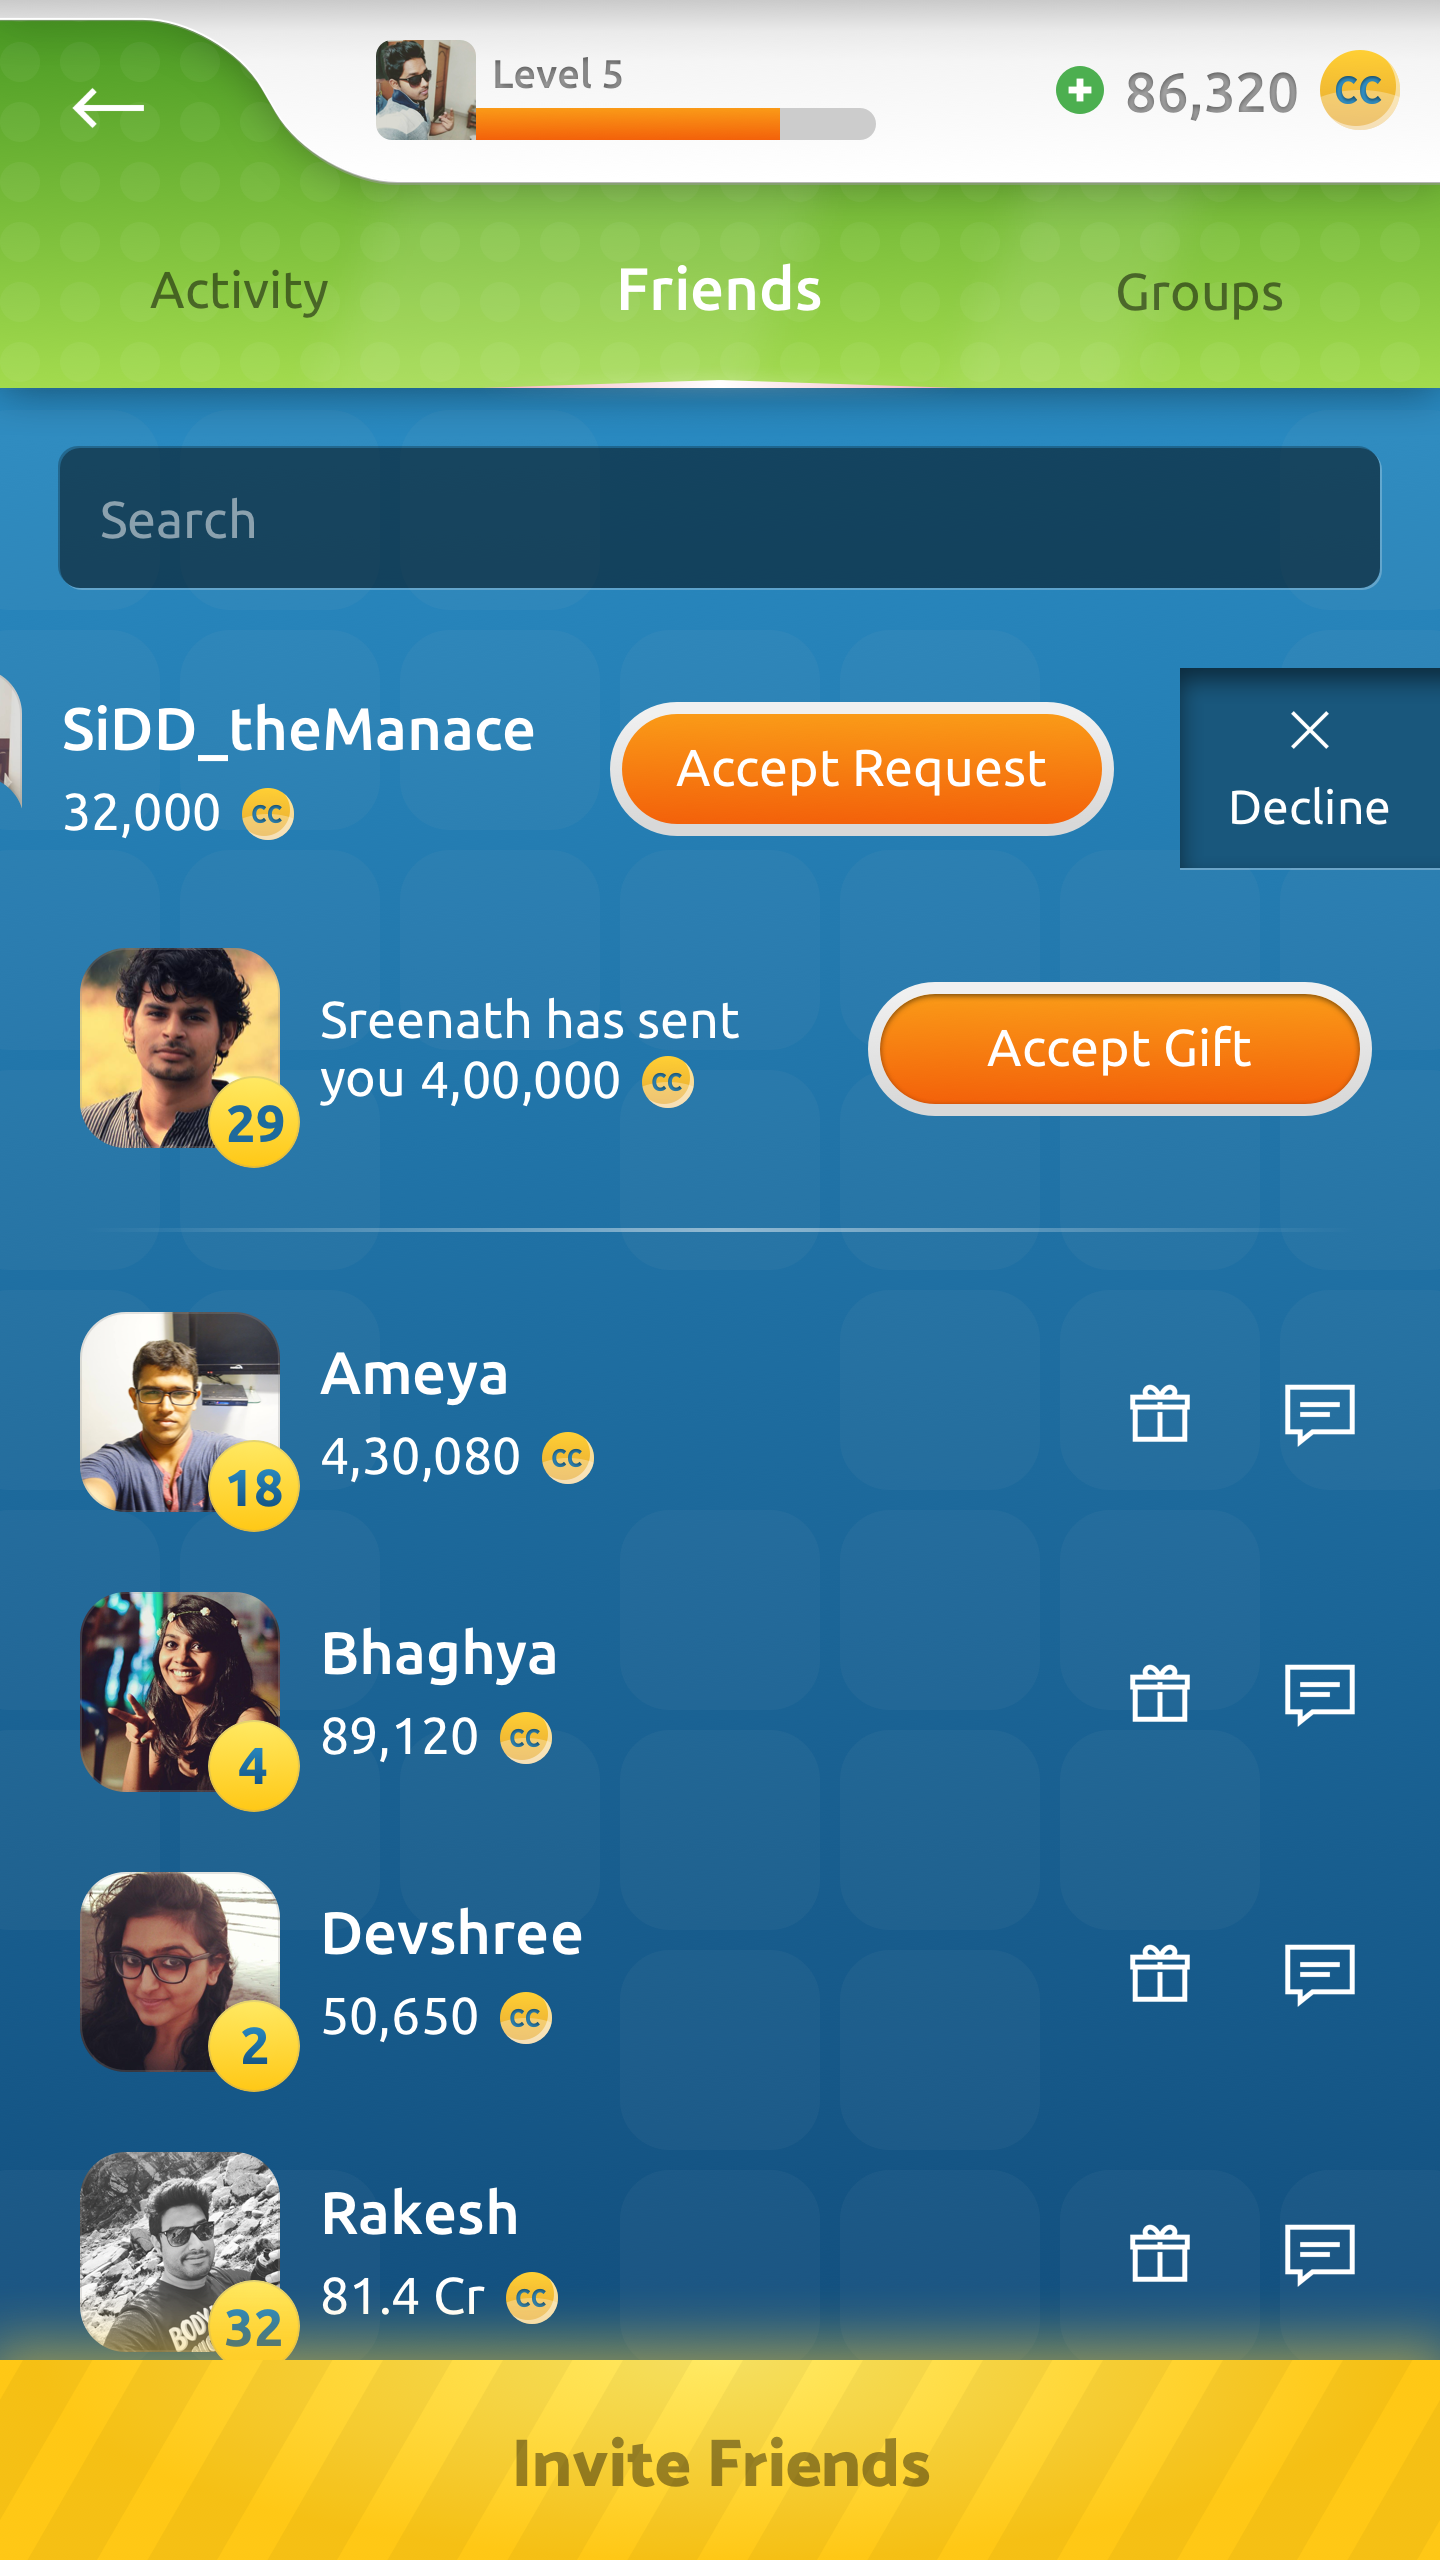 Level 5
86,320 CC
Activity
Friends
Groups
Search
SiDD_theManace
32,000 CC
Accept Request
Decline
Sreenath has sent
you 4,00,000 CC
Accept Gift
29
Ameya
4,30,080 CC
18
Bhaghya
89,120 CC
4
Devshree
50,650 CC
2
Rakesh
81.4 Cr CC
BODY
32
Invite Friends